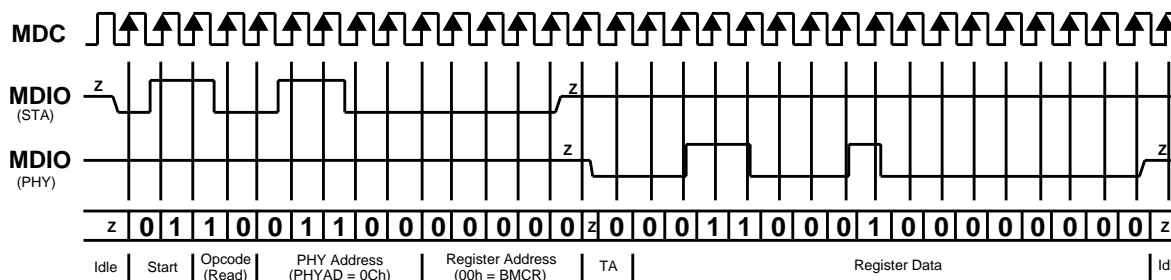 MDC
z
z
MDIO
(STA)
MDIO
z
z
(PHY)
z 0 1 1 0 0 1 1 0 0 0 0 0 0 0 z 0 0 0 1 1 0 0 0 1 0 0 0 0 0 0 0 0 z
Idle Start Opcode (Read) PHY Address (PHYAD = 0Ch) Register Address (00h = BMCR) TA Register Data Id